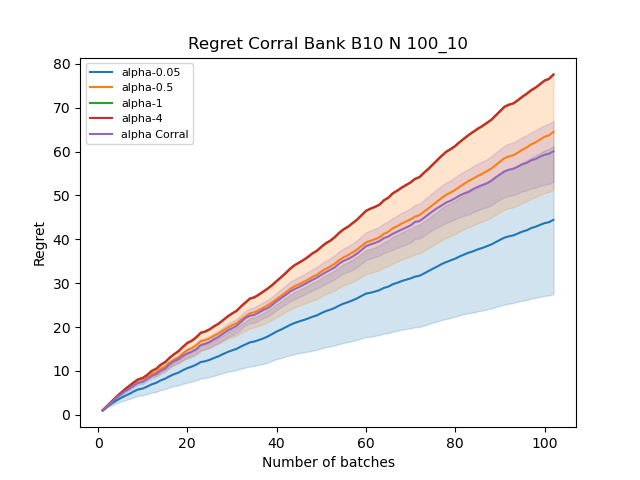 Regret Corral Bank B10 N 100_10
alpha-0.05
alpha-0.5
alpha-1
alpha-4
alpha Corral
80
70
60
50
40
30
20
10
0
Regret
0 20 40 60 80 100
Number of batches